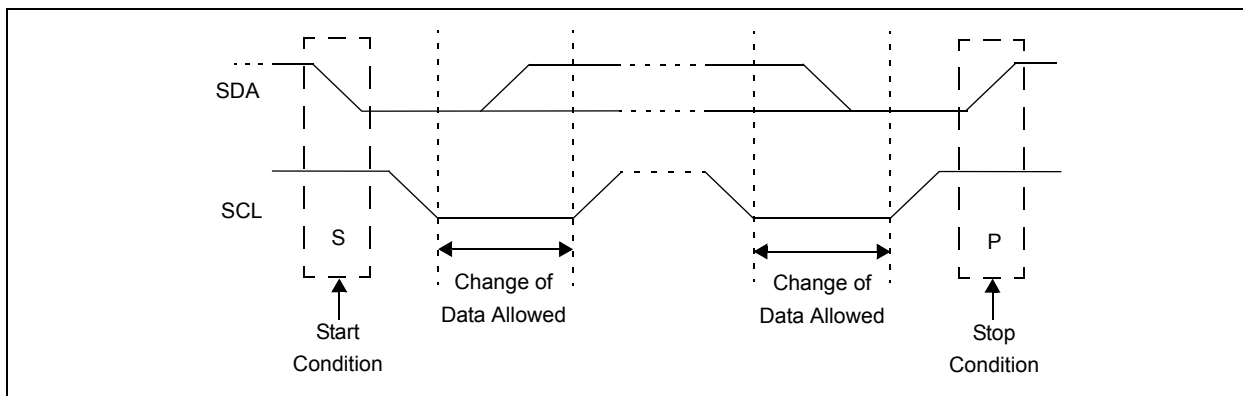 SDA
SCL
S
P
Change of
Data Allowed
Change of
Data Allowed
Start
Condition
Stop
Condition